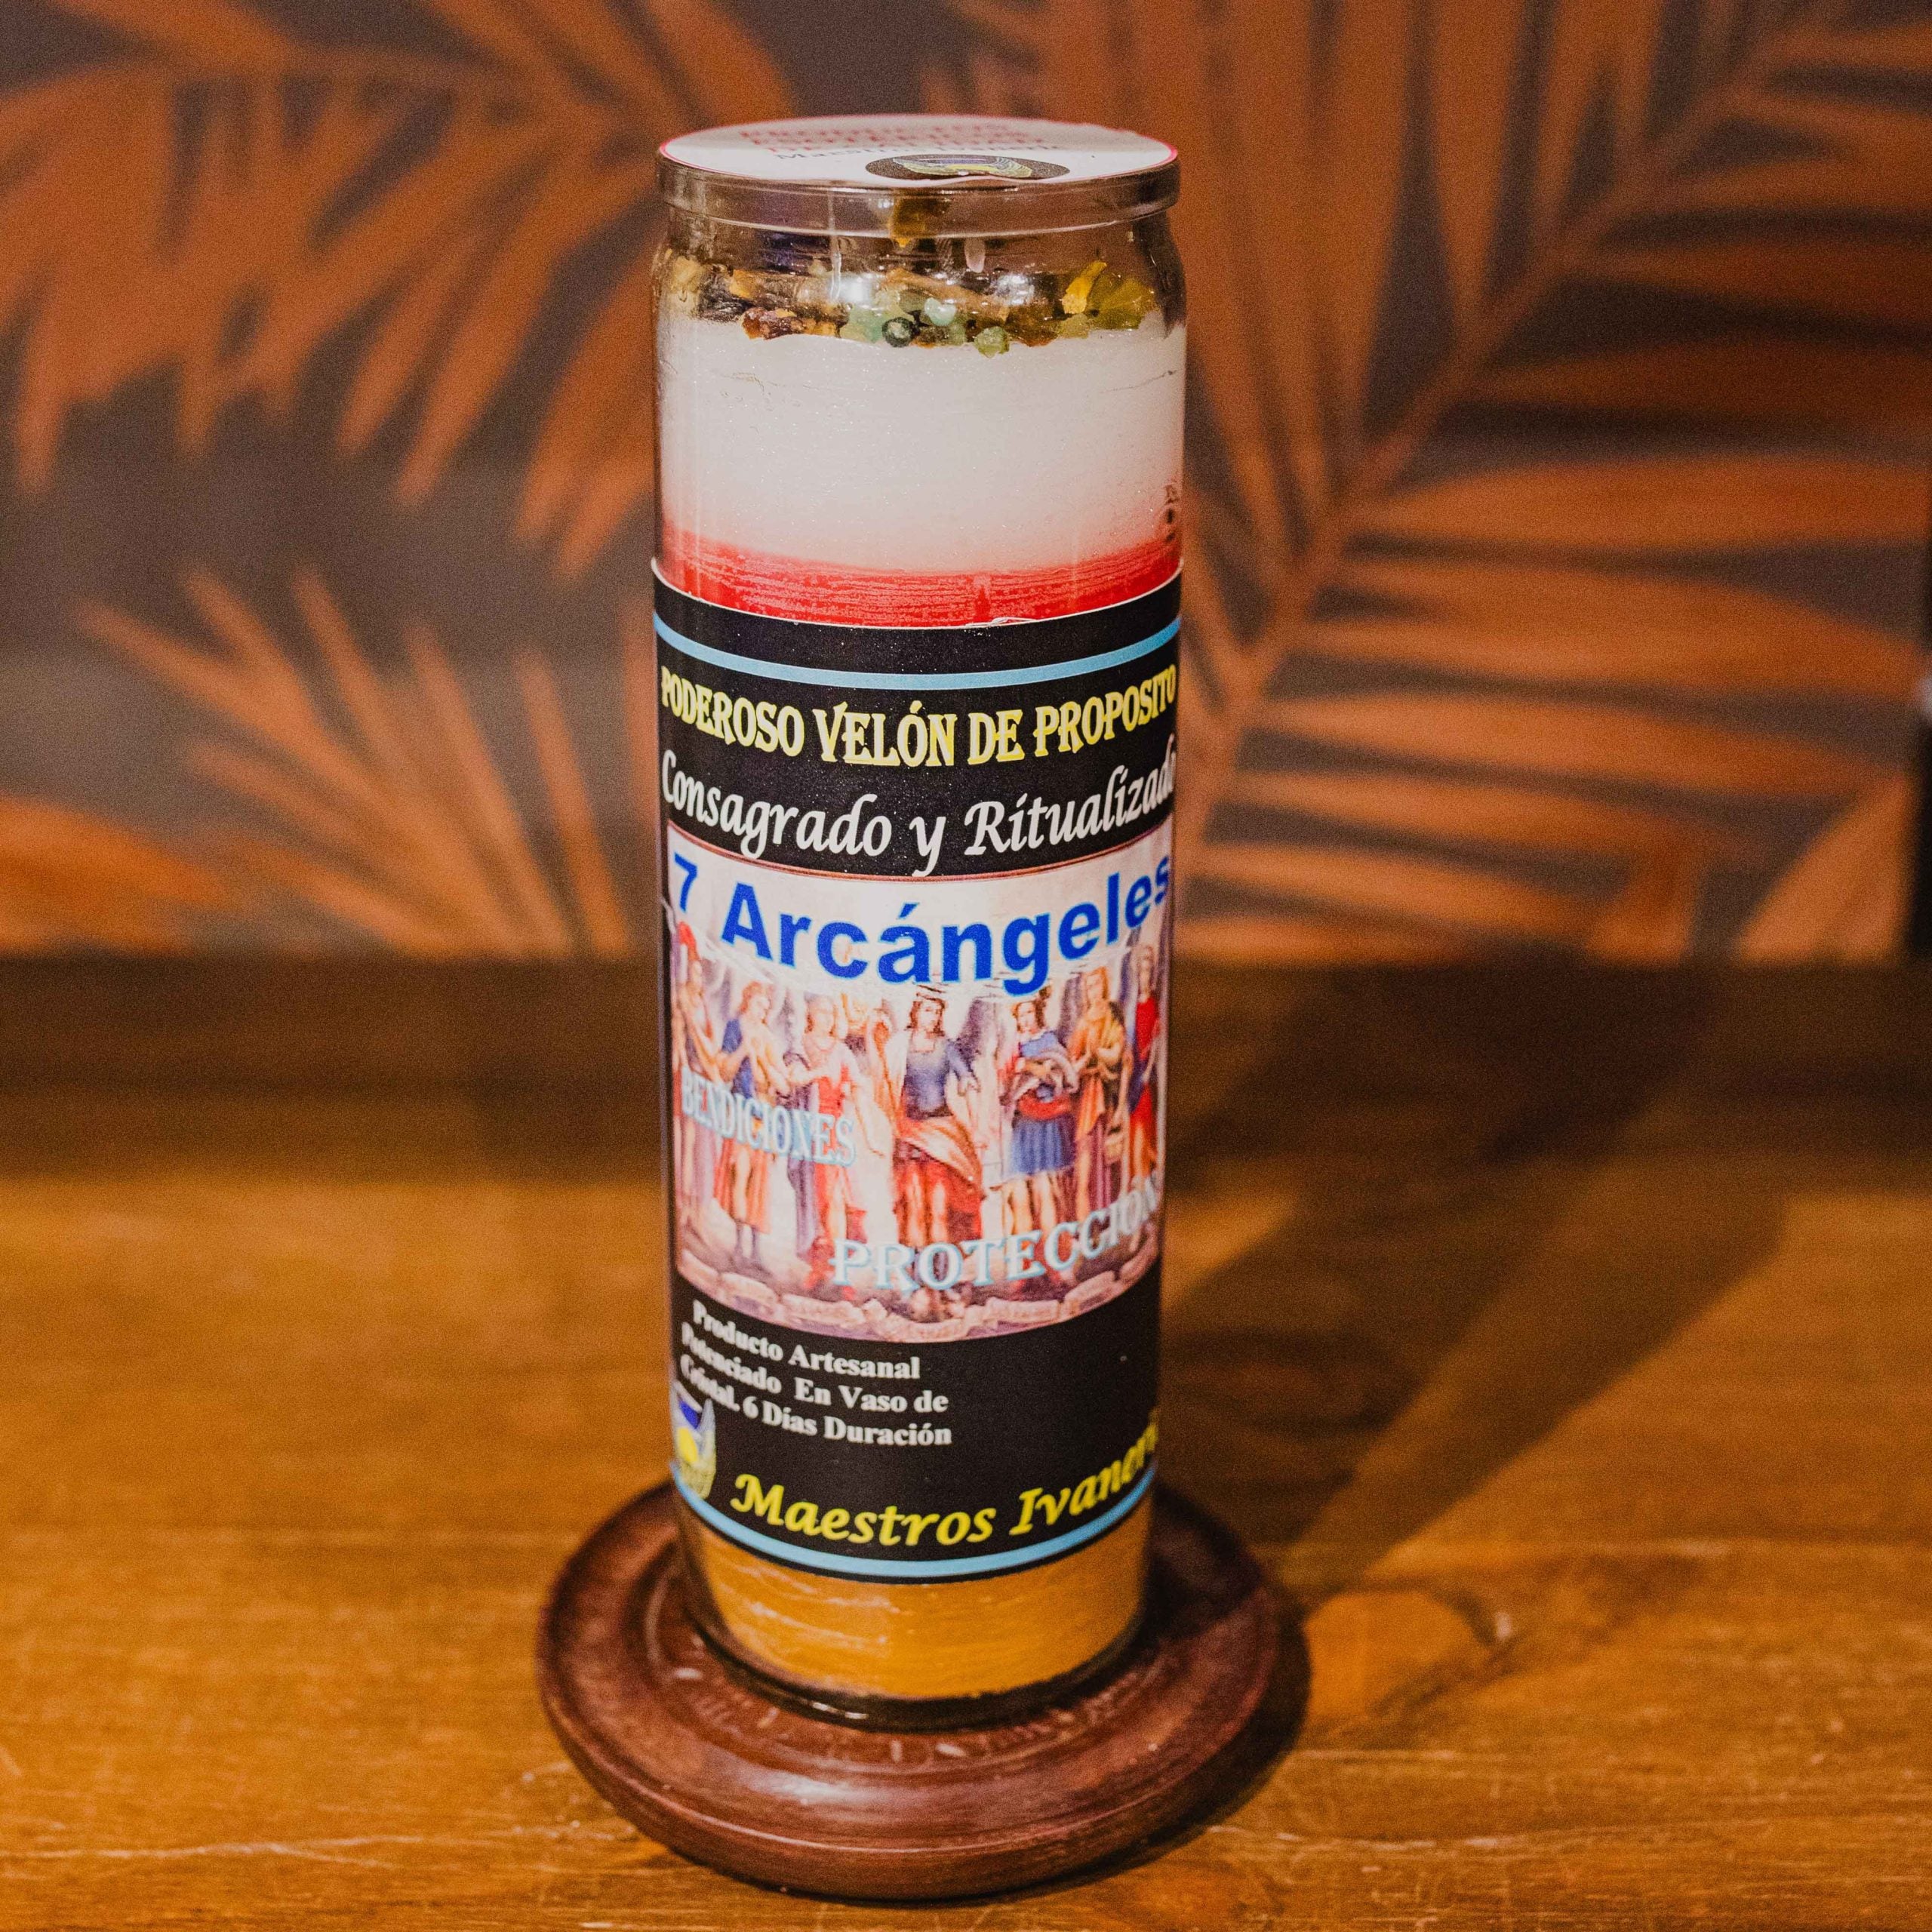 PODEROSO VELÓN DE PROPOSITO
Consagrado y Ritualizado
7 Arcángeles
BENDICIONES
PROTECCION
Producto Artesanal
Potenciado En Vaso de
Cristal. 6 Días Duración
Maestros